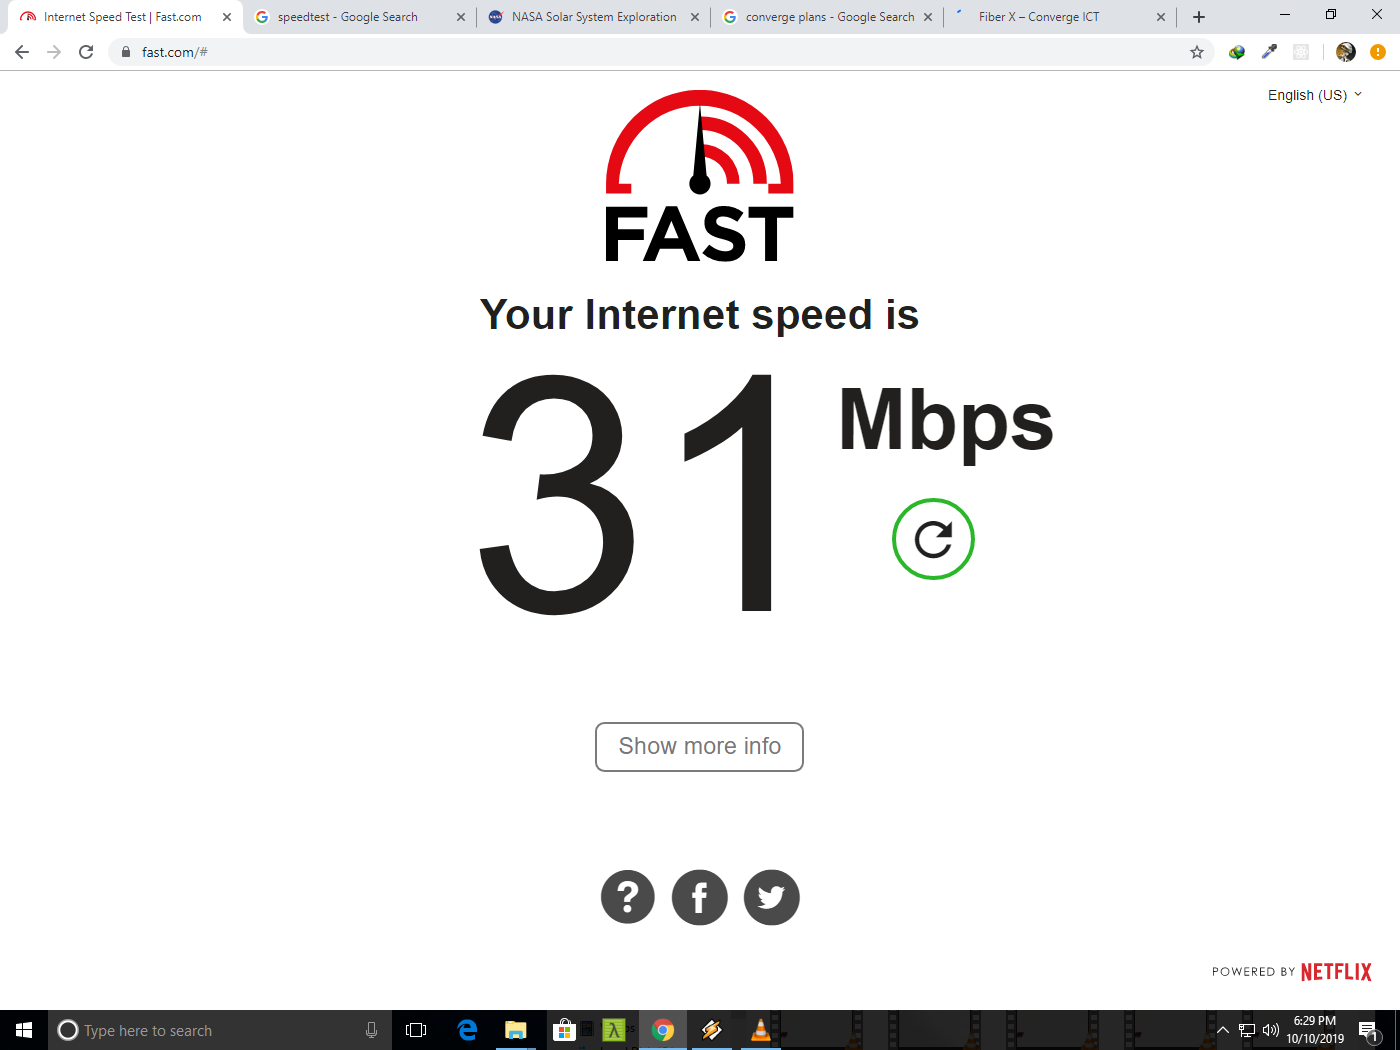 Internet Speed Test | Fast.com
speedtest - Google Search
NASA Solar System Exploration
converge plans - Google Search
Fiber X – Converge ICT
fast.com/#
English (US)
FAST
Your Internet speed is
31 Mbps
Show more info
POWERED BY NETFLIX
Type here to search
6:29 PM
10/10/2019
1